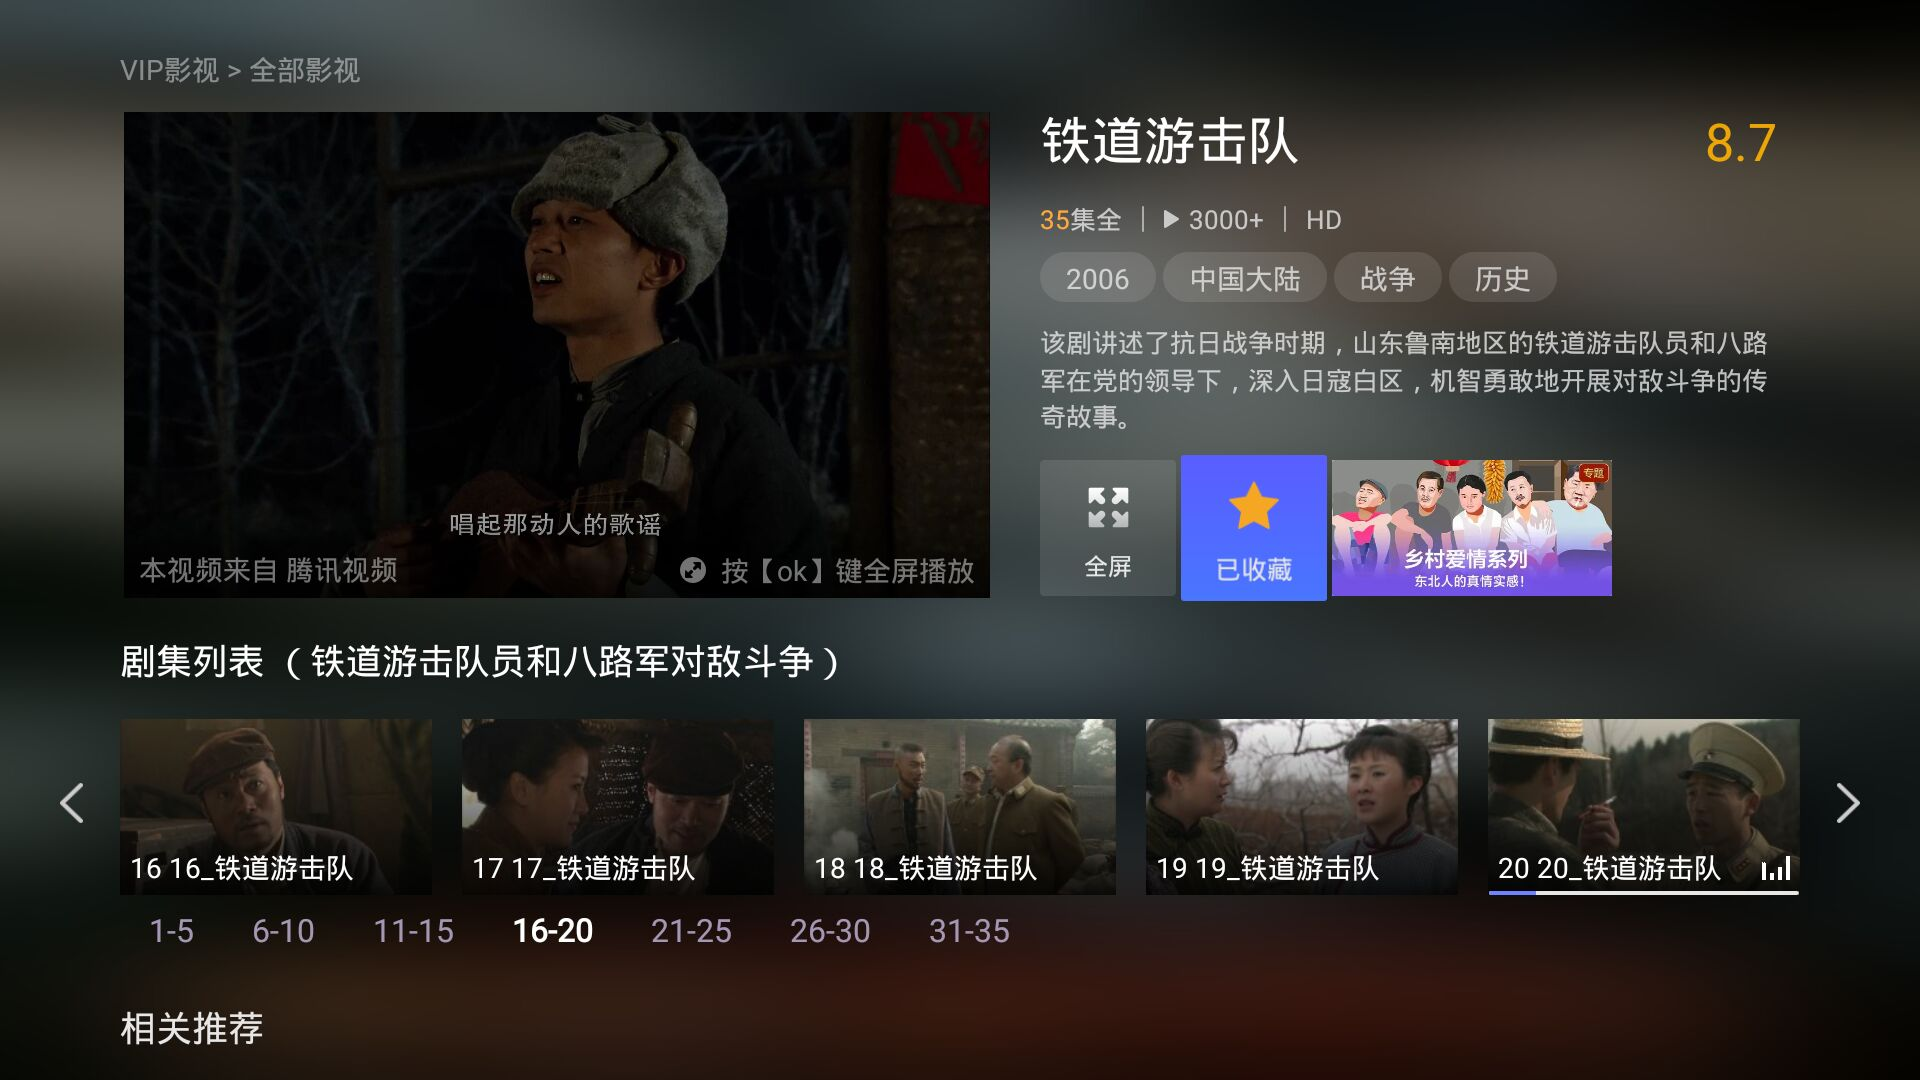 VIP影视 > 全部影视
铁道游击队
8.7
35集全 | 3000+ | HD
2006 中国大陆 战争 历史
该剧讲述了抗日战争时期，山东鲁南地区的铁道游击队员和八路
军在党的领导下，深入日寇白区，机智勇敢地开展对敌斗争的传
奇故事。
唱起那动人的歌谣
本视频来自 腾讯视频
按【ok】键全屏播放
全屏
已收藏
专题
乡村爱情系列
东北人的真情实感！
剧集列表 （铁道游击队员和八路军对敌斗争）
16 16_铁道游击队
17 17_铁道游击队
18 18_铁道游击队
19 19_铁道游击队
20 20_铁道游击队
1-5 6-10 11-15 16-20 21-25 26-30 31-35
相关推荐